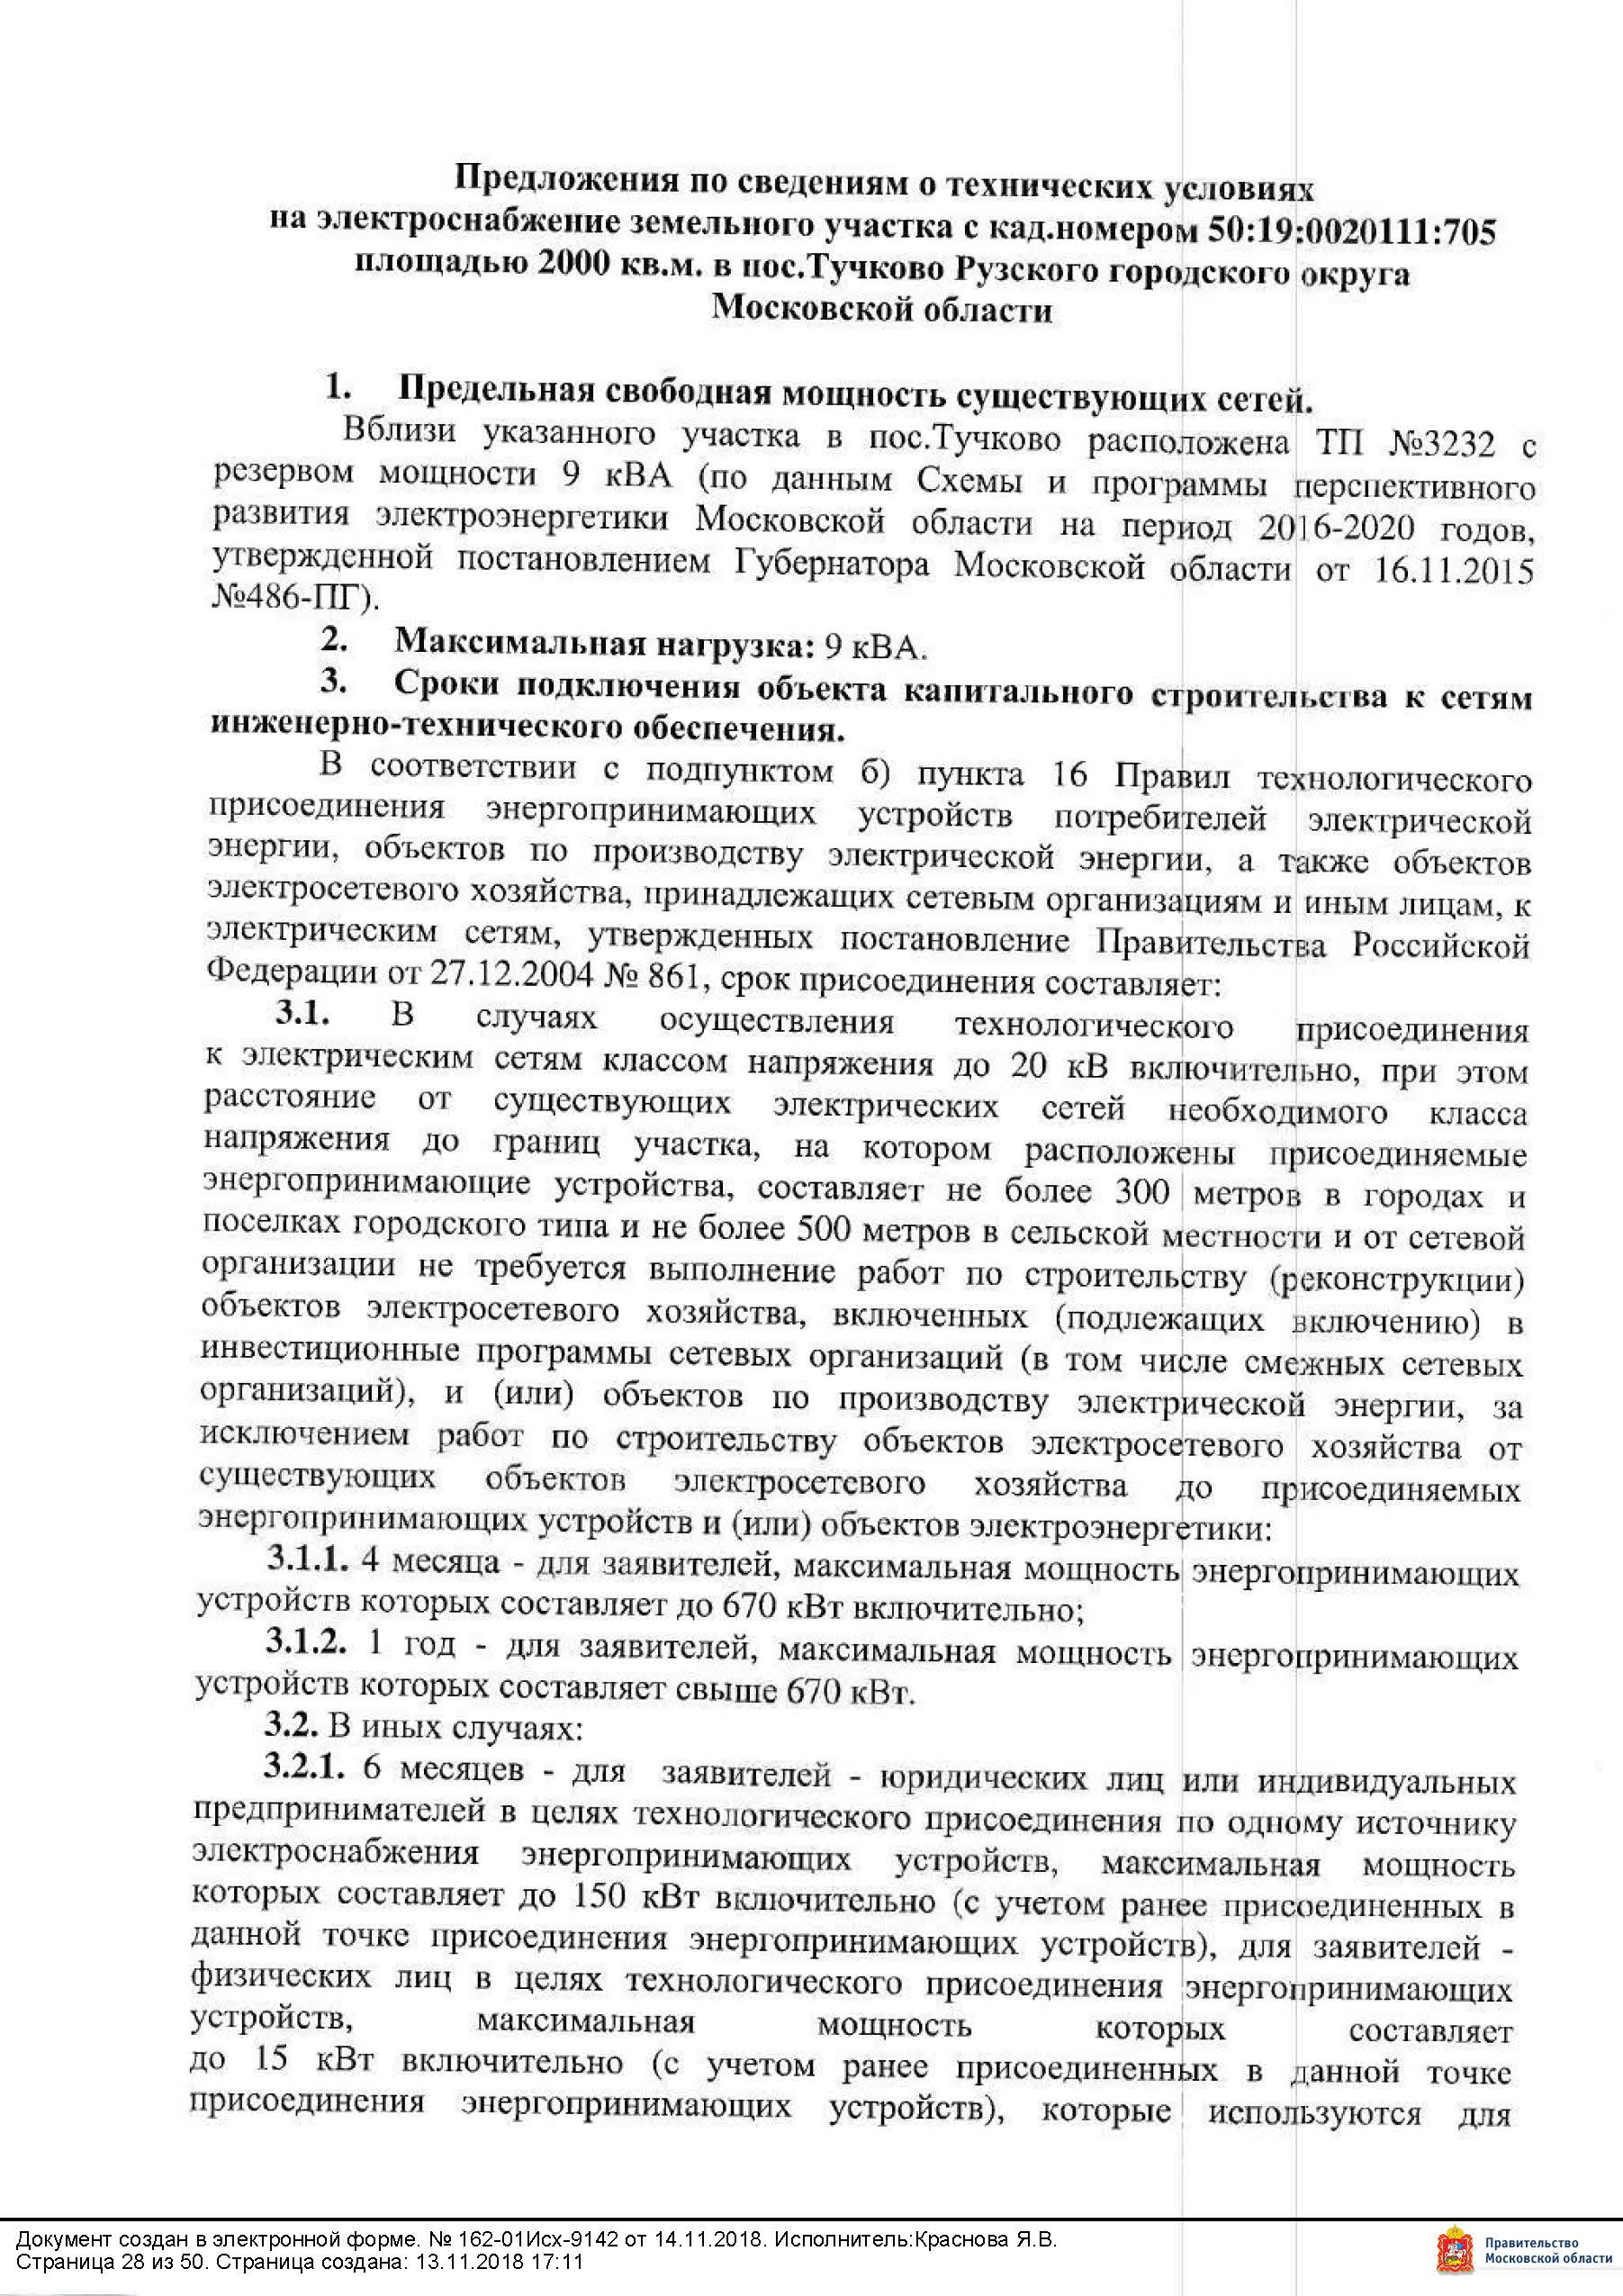 Предложения по сведениям о технических условиях
на электроснабжение земельного участка с кад.номером 50:19:0020111:705
площадью 2000 кв.м. в пос.Тучково Рузского городского округа
Московской области
1. Предельная свободная мощность существующих сетей.
Вблизи указанного участка в пос.Тучково расположена ТП №3232 с
резервом мощности 9 кВА (по данным Схемы и программы перспективного
развития электроэнергетики Московской области на период 2016-2020 годов,
утвержденной постановлением Губернатора Московской области от 16.11.2015
№486-ПГ).
2. Максимальная нагрузка: 9 кВА.
3. Сроки подключения объекта капитального строительства к сетям
инженерно-технического обеспечения.
В соответствии с подпунктом б) пункта 16 Правил технологического
присоединения энергопринимающих устройств потребителей электрической
энергии, объектов по производству электрической энергии, а также объектов
электросетевого хозяйства, принадлежащих сетевым организациям и иным лицам, к
электрическим сетям, утвержденных постановление Правительства Российской
Федерации от 27.12.2004 № 861, срок присоединения составляет:
3.1. В случаях осуществления технологического присоединения
к электрическим сетям классом напряжения до 20 кВ включительно, при этом
расстояние от существующих электрических сетей необходимого класса
напряжения до границ участка, на котором расположены присоединяемые
энергопринимающие устройства, составляет не более 300 метров в городах и
поселках городского типа и не более 500 метров в сельской местности и от сетевой
организации не требуется выполнение работ по строительству (реконструкции)
объектов электросетевого хозяйства, включенных (подлежащих включению) в
инвестиционные программы сетевых организаций (в том числе смежных сетевых
организаций), и (или) объектов по производству электрической энергии, за
исключением работ по строительству объектов электросетевого хозяйства от
существующих объектов электросетевого хозяйства до присоединяемых
энергопринимающих устройств и (или) объектов электроэнергетики:
3.1.1. 4 месяца - для заявителей, максимальная мощность энергопринимающих
устройств которых составляет до 670 кВт включительно;
3.1.2. 1 год - для заявителей, максимальная мощность энергопринимающих
устройств которых составляет свыше 670 кВт.
3.2. В иных случаях:
3.2.1. 6 месяцев - для заявителей - юридических лиц или индивидуальных
предпринимателей в целях технологического присоединения по одному источнику
электроснабжения энергопринимающих устройств, максимальная мощность
которых составляет до 150 кВт включительно (с учетом ранее присоединенных в
данной точке присоединения энергопринимающих устройств), для заявителей -
физических лиц в целях технологического присоединения энергопринимающих
устройств, максимальная мощность которых составляет
до 15 кВт включительно (с учетом ранее присоединенных в данной точке
присоединения энергопринимающих устройств), которые используются для
Документ создан в электронной форме. № 162-01Исх-9142 от 14.11.2018. Исполнитель:Краснова Я.В.
Страница 28 из 50. Страница создана: 13.11.2018 17:11
Правительство
Московской области